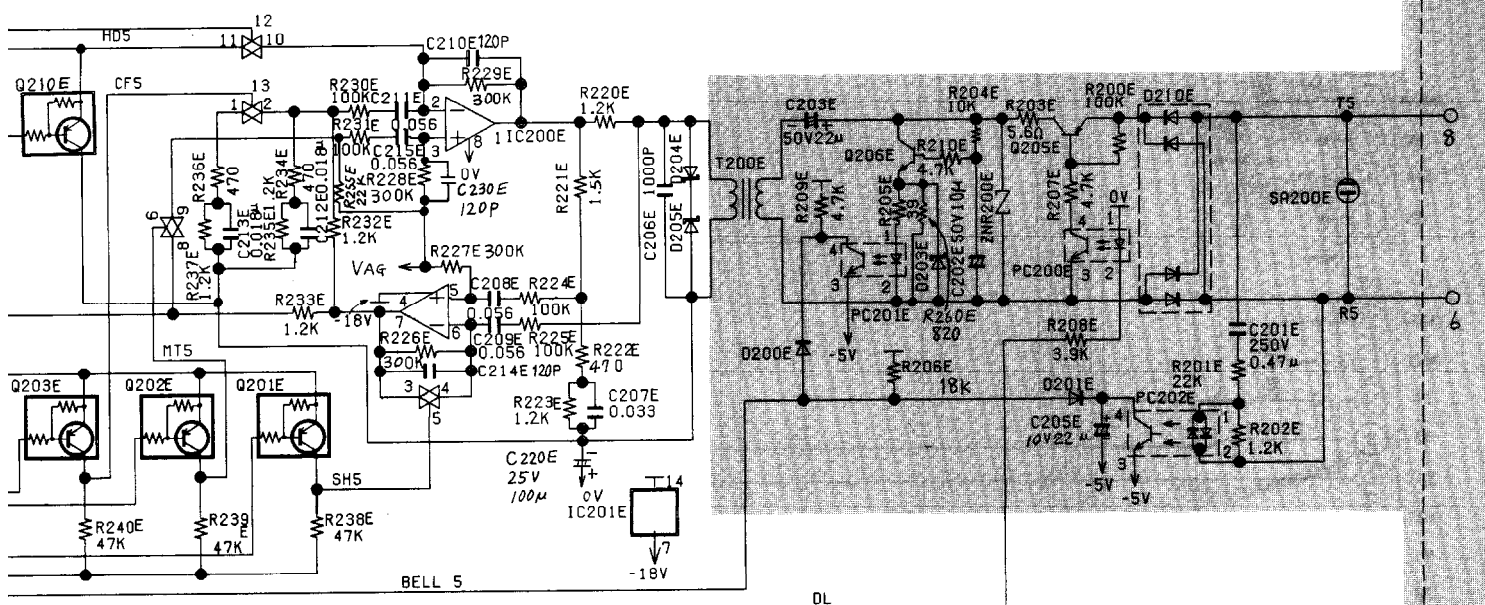 12
HD5
11
10
C210E 120P
Q210E
CF5
13
1
2
R230E
100K
C211E
0.056
R229E
300K
R231E
100K
C215E
0.056
2
3
8
1
IC200E
0V
R220E
1.2K
R228E
300K
C230E
120P
R236E
470
R234E
470
R235E
1.2K
C213E
0.018µ
C212E
0.018µ
22K
R232E
1.2K
6
9
8
R237E
1.2K
R221E
1.5K
C206E
1000P
D204E
D205E
T200E
C203E
50V22µ
Q206E
R204E
10K
R203E
5.6Ω
Q205E
R200E
100K
D210E
T5
8
SA200E
R210E
4.7K
R209E
4.7K
R205E
39
D203E
C202E 50V10µ
ZNR200E
R207E
4.7K
0V
4
1
3
2
PC201E
R260E
820
-5V
4
1
3
2
PC200E
R5
6
VAG
R227E 300K
C208E
0.056
R224E
100K
-18V
4
5
7
6
R233E
1.2K
C209E
0.056
R225E
100K
R226E
300K
C214E 120P
3
4
5
R222E
470
R223E
1.2K
C207E
0.033
MT5
Q203E
Q202E
Q201E
SH5
C220E
25V
100µ
0V
IC201E
14
7
-18V
D200E
R206E
18K
R208E
3.9K
D201E
C205E
10V22µ
-5V
C201E
250V
0.47µ
R201E
22K
PC202E
4
1
3
2
R202E
1.2K
-5V
R240E
47K
R239E
47K
R238E
47K
BELL 5
DL